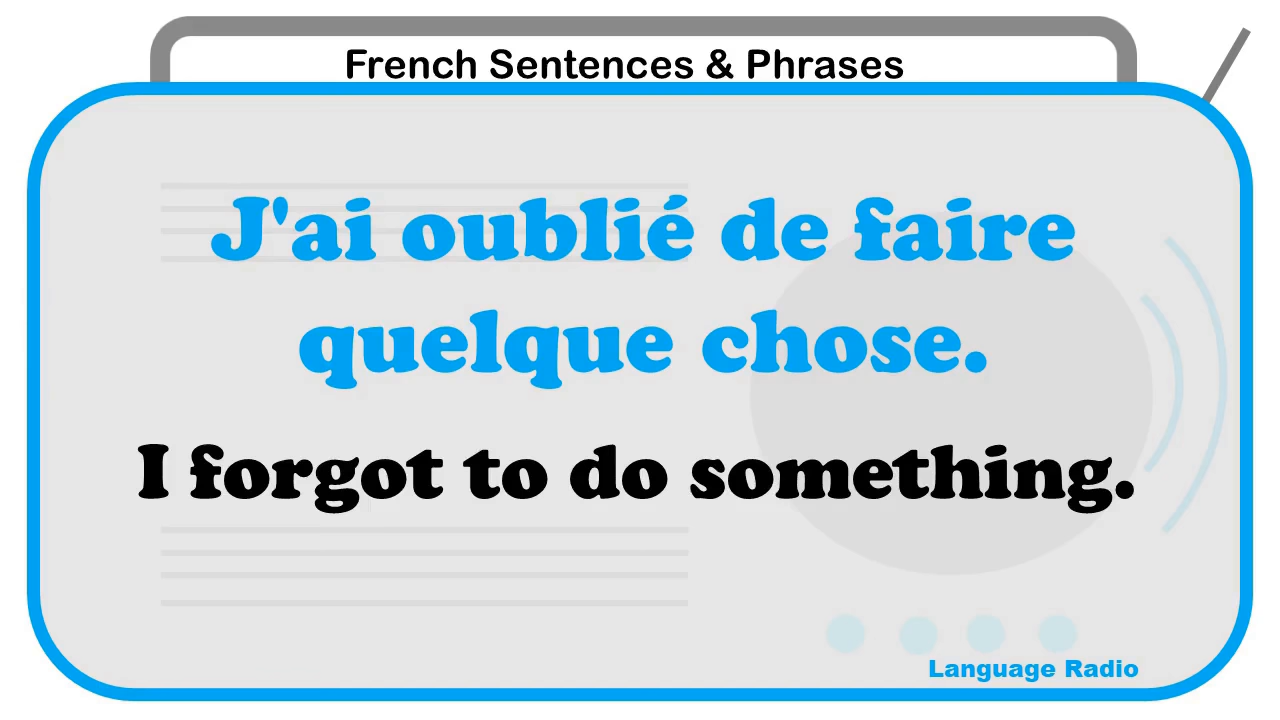 French Sentences & Phrases
J'ai oublié de faire
quelque chose.
I forgot to do something.
Language Radio